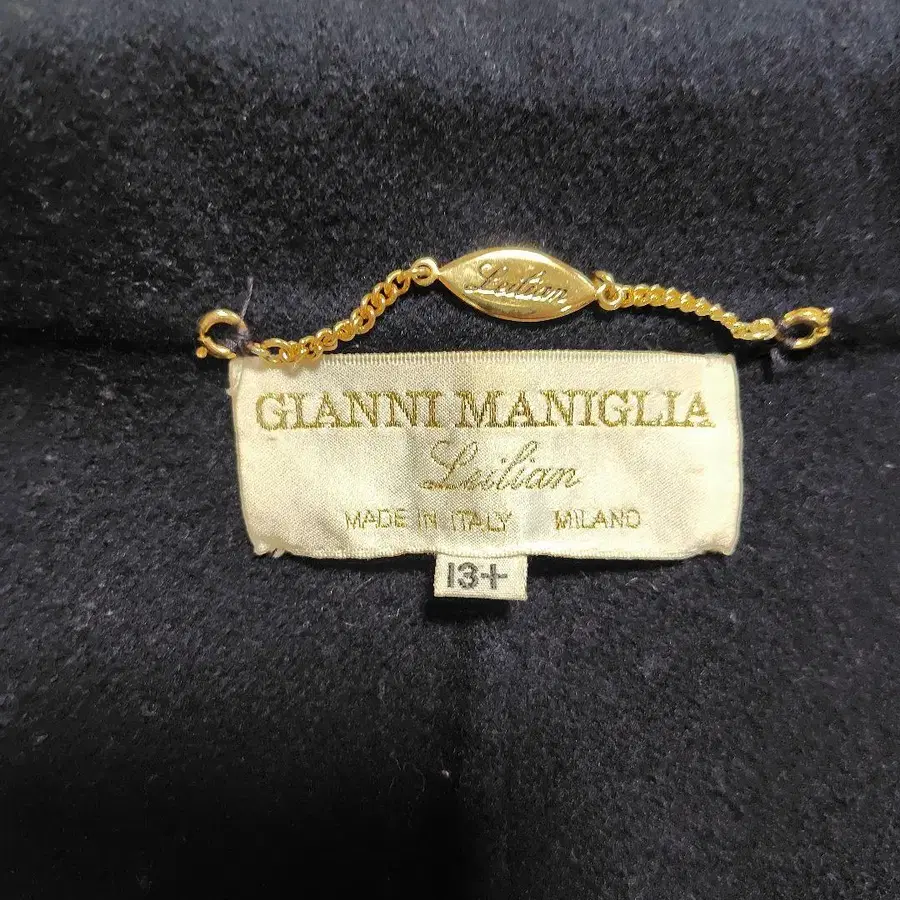 Leilian
GIANNI MANIGLIA
Leilian
MADE IN ITALY MILANO
13+